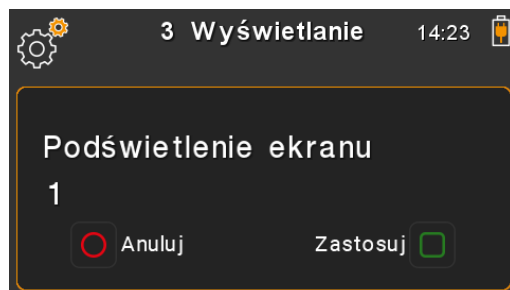 3 Wyświetlanie 14:23
Podświetlenie ekranu
1
Anuluj Zastosuj